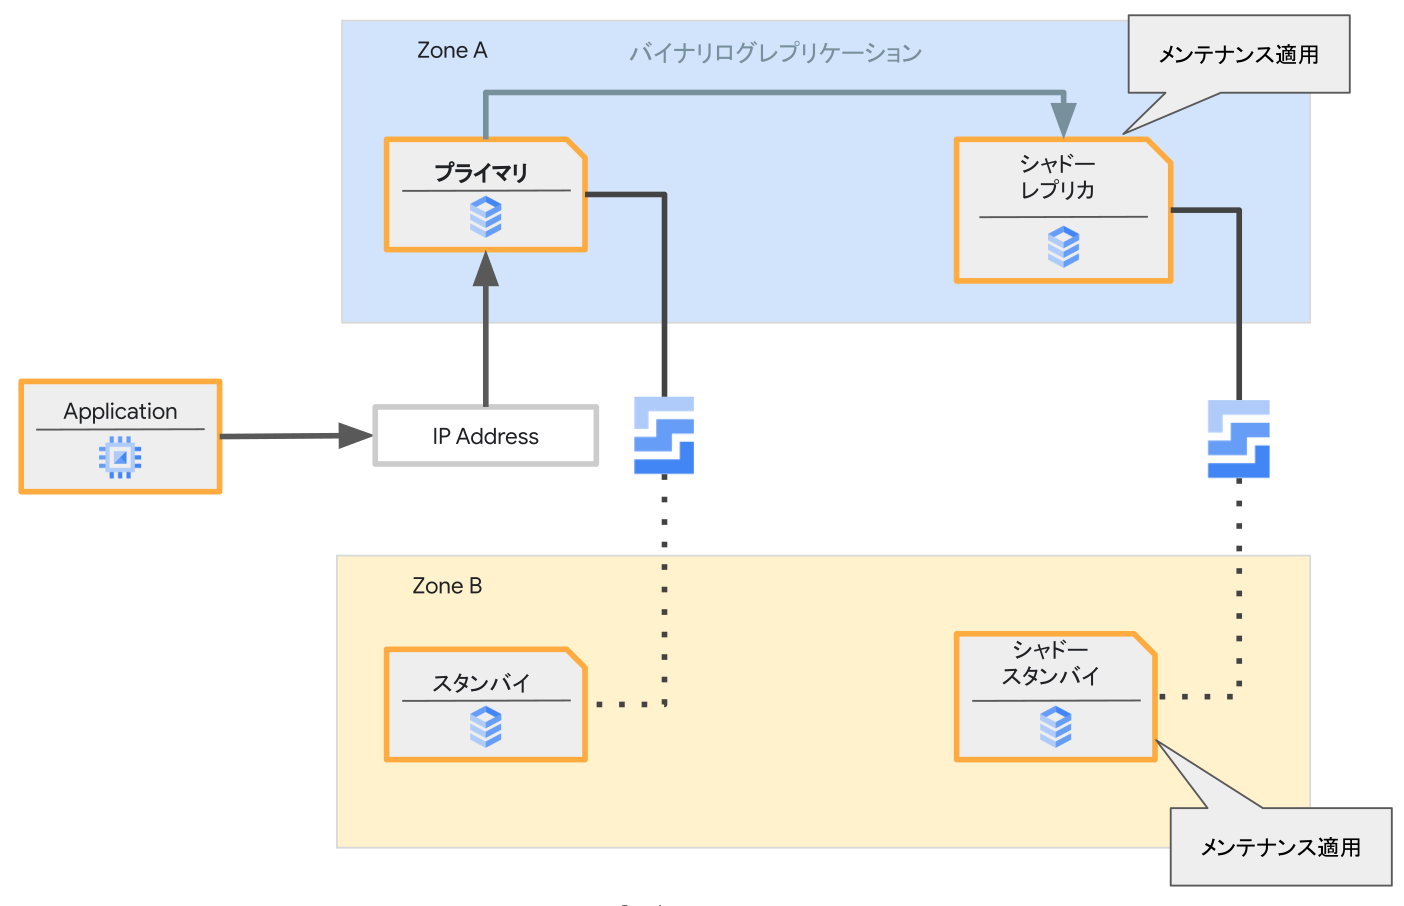 Zone A
バイナリログレプリケーション
メンテナンス適用
プライマリ
シャドー
レプリカ
Application
IP Address
Zone B
スタンバイ
シャドー
スタンバイ
メンテナンス適用